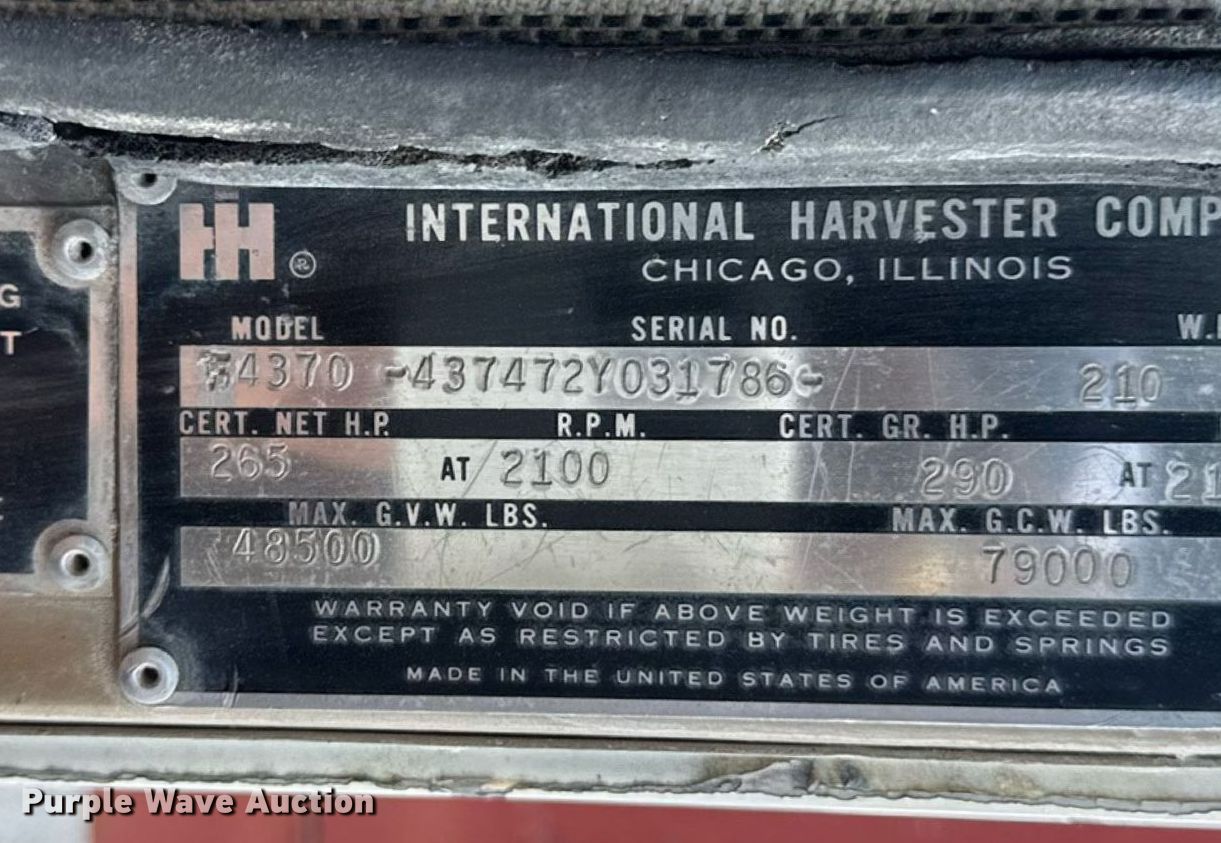 G
T
IH ®
INTERNATIONAL HARVESTER COMP
CHICAGO, ILLINOIS
MODEL SERIAL NO. W.
F4370 -437472Y031786- 210
CERT. NET H.P. R.P.M. CERT. GR. H.P.
265 AT 2100 290 AT 21
MAX. G.V.W. LBS. MAX. G.C.W. LBS.
48500 79000
WARRANTY VOID IF ABOVE WEIGHT IS EXCEEDED
EXCEPT AS RESTRICTED BY TIRES AND SPRINGS
MADE IN THE UNITED STATES OF AMERICA
Purple Wave Auction